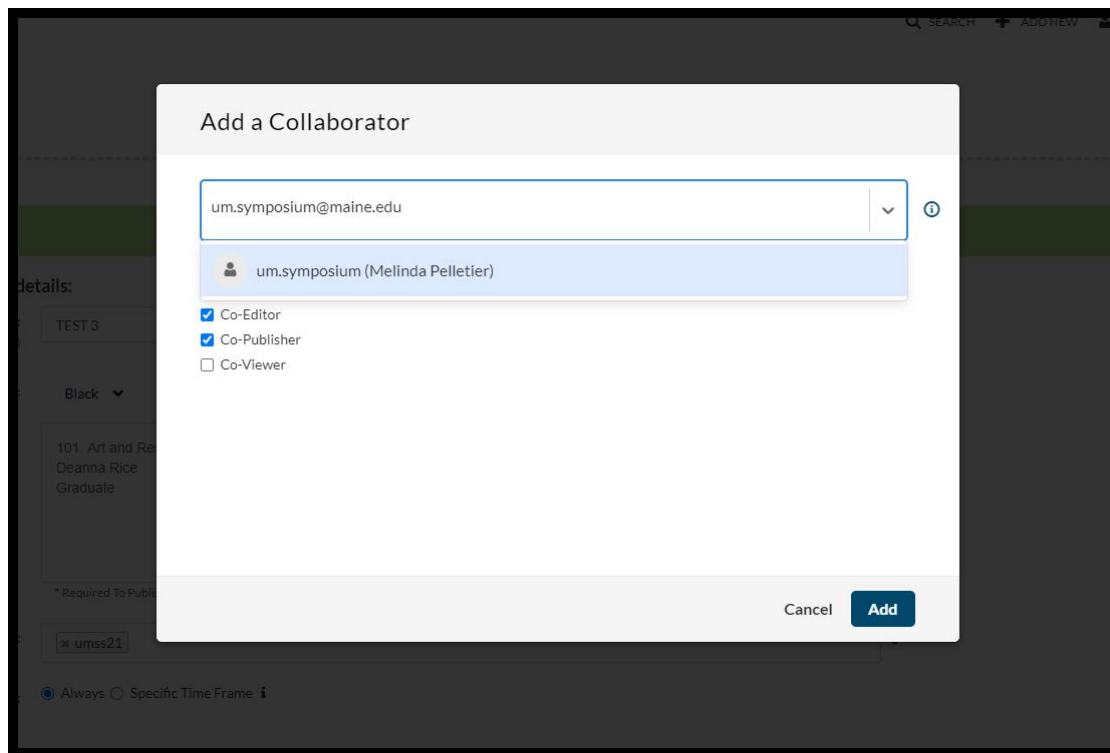 SEARCH ADD NEW
Add a Collaborator
um.symposium@maine.edu
um.symposium (Melinda Pelletier)
details:
TEST 3
Co-Editor
Co-Publisher
Co-Viewer
Black
101. Art and
Deanna Rice
Graduate
* Required To
Cancel Add
umss21
Always Specific Time Frame